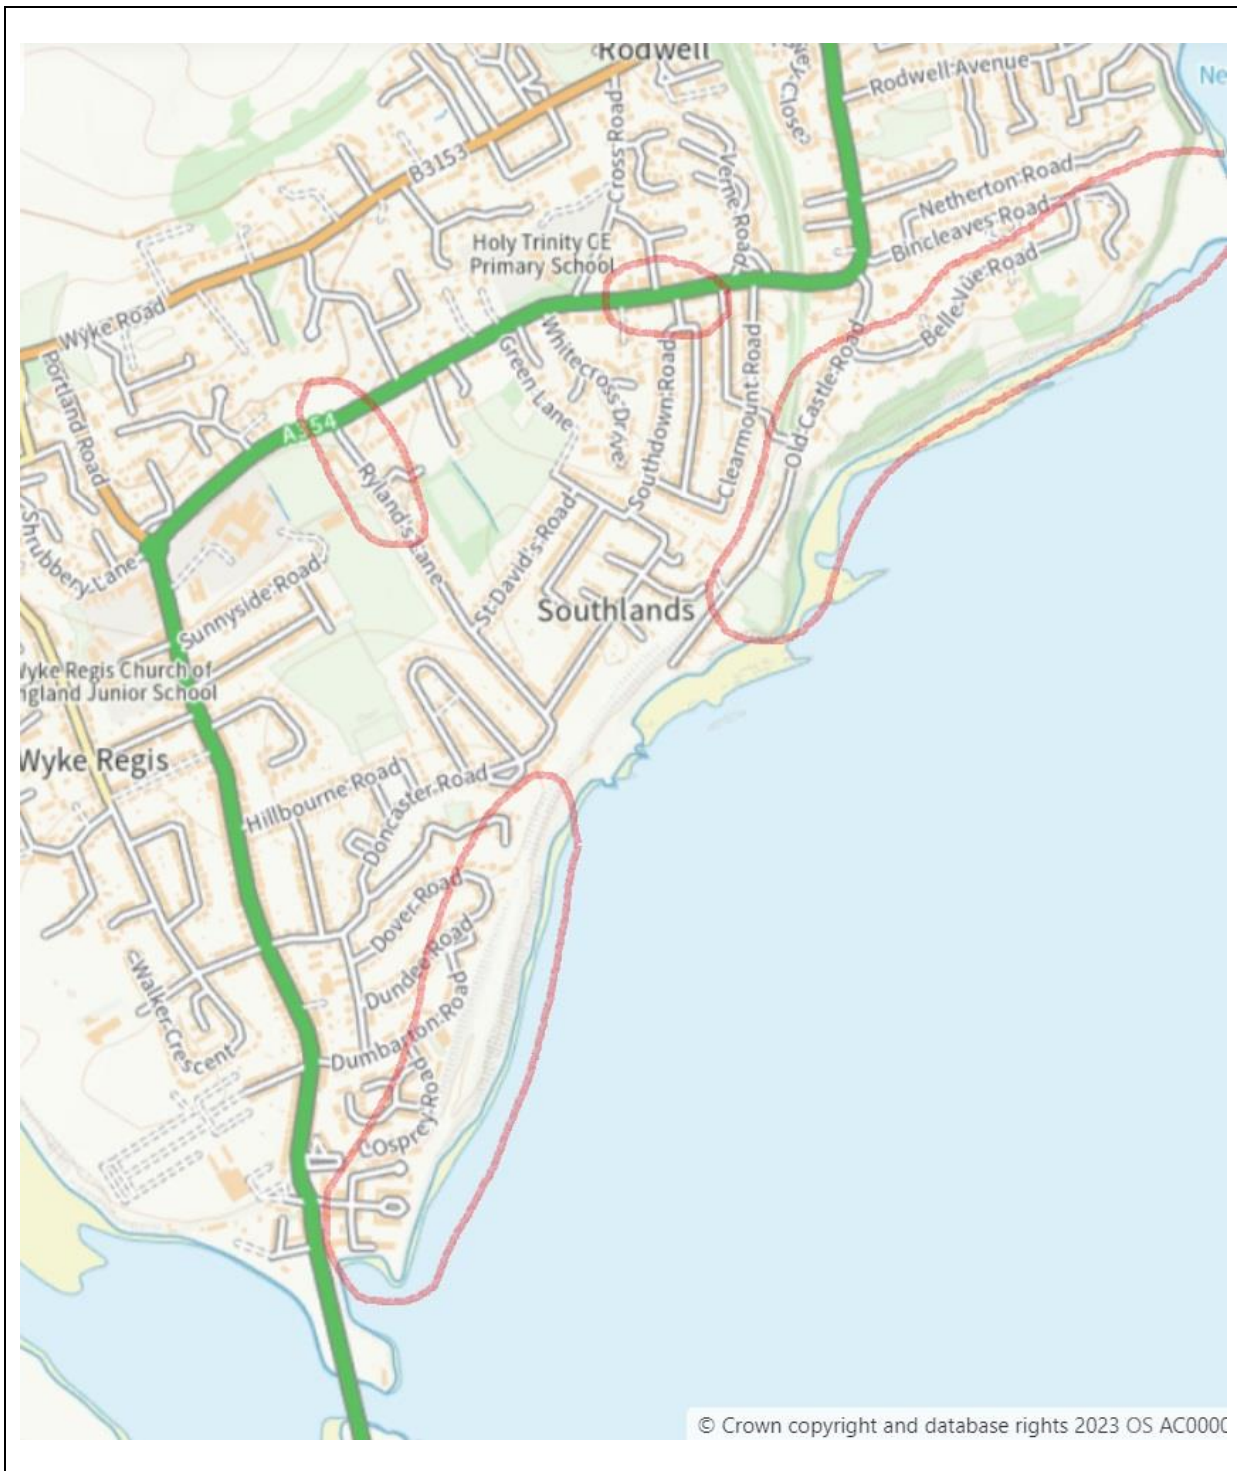 Rodwell
Ne
Rodwell Avenue
Close
B3153
Cross Road
Verne Road
Netherton Road
Bincleaves Road
Belle Vue Road
Holy Trinity CE
Primary School
Wyke Road
Portland Road
A354
Green Lane
Whitecross Drive
Southdown Road
Clearmount Road
Old Castle Road
Ryland's Lane
St David's Road
Southlands
Shrubbery Lane
Sunnyside Road
Wyke Regis Church of
ngland Junior School
Wyke Regis
Hillbourne Road
Doncaster Road
Dover Road
Dundee Road
Dumbarton Road
ad
Walker Crescent
Osprey Road
© Crown copyright and database rights 2023 OS AC0000